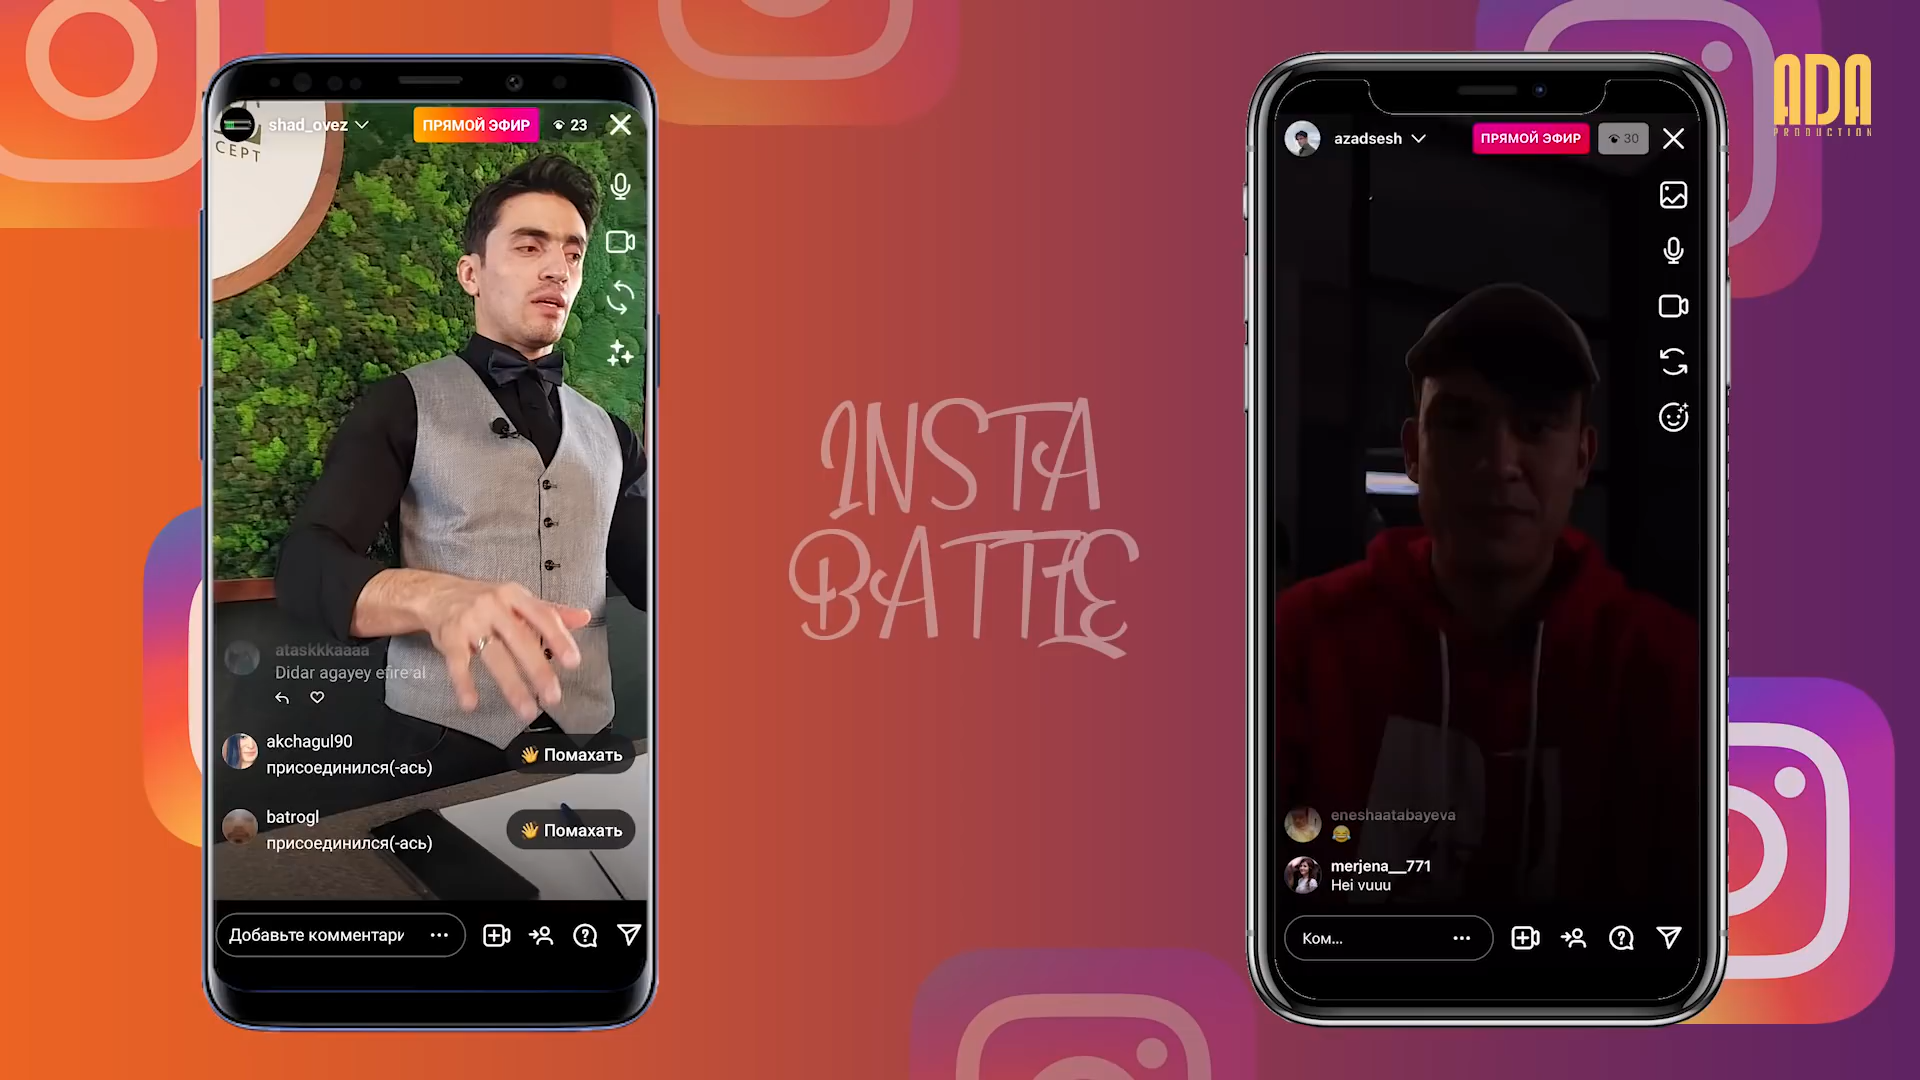 CEPT
shad_ovez
ПРЯМОЙ ЭФИР
23
ataskkkaaaa
Didar agayey efire al
akchagul90
присоединился(-ась)
Помахать
batrogl
присоединился(-ась)
Помахать
Добавьте комментари
INSTA
BATTLE
azadsesh
ПРЯМОЙ ЭФИР
30
eneshaatabayeva
😂
merjena__771
Hei vuuu
Ком...
ADA
PRODUCTION